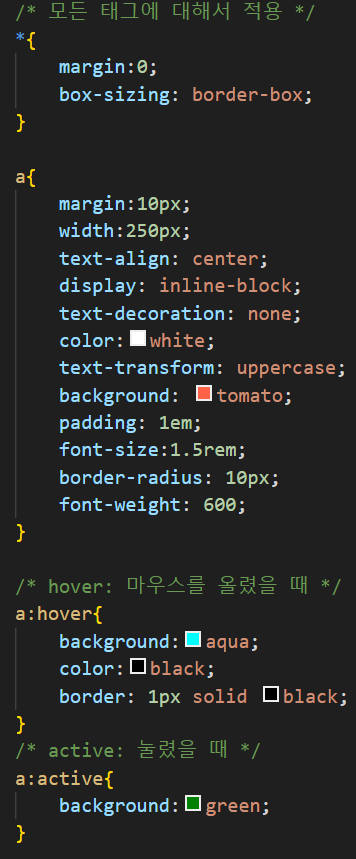 /* 모든 태그에 대해서 적용 */
*{
margin:0;
box-sizing: border-box;
}
a{
margin:10px;
width:250px;
text-align: center;
display: inline-block;
text-decoration: none;
color:white;
text-transform: uppercase;
background: tomato;
padding: 1em;
font-size:1.5rem;
border-radius: 10px;
font-weight: 600;
}
/* hover: 마우스를 올렸을 때 */
a:hover{
background:aqua;
color:black;
border: 1px solid black;
}
/* active: 눌렸을 때 */
a:active{
background:green;
}